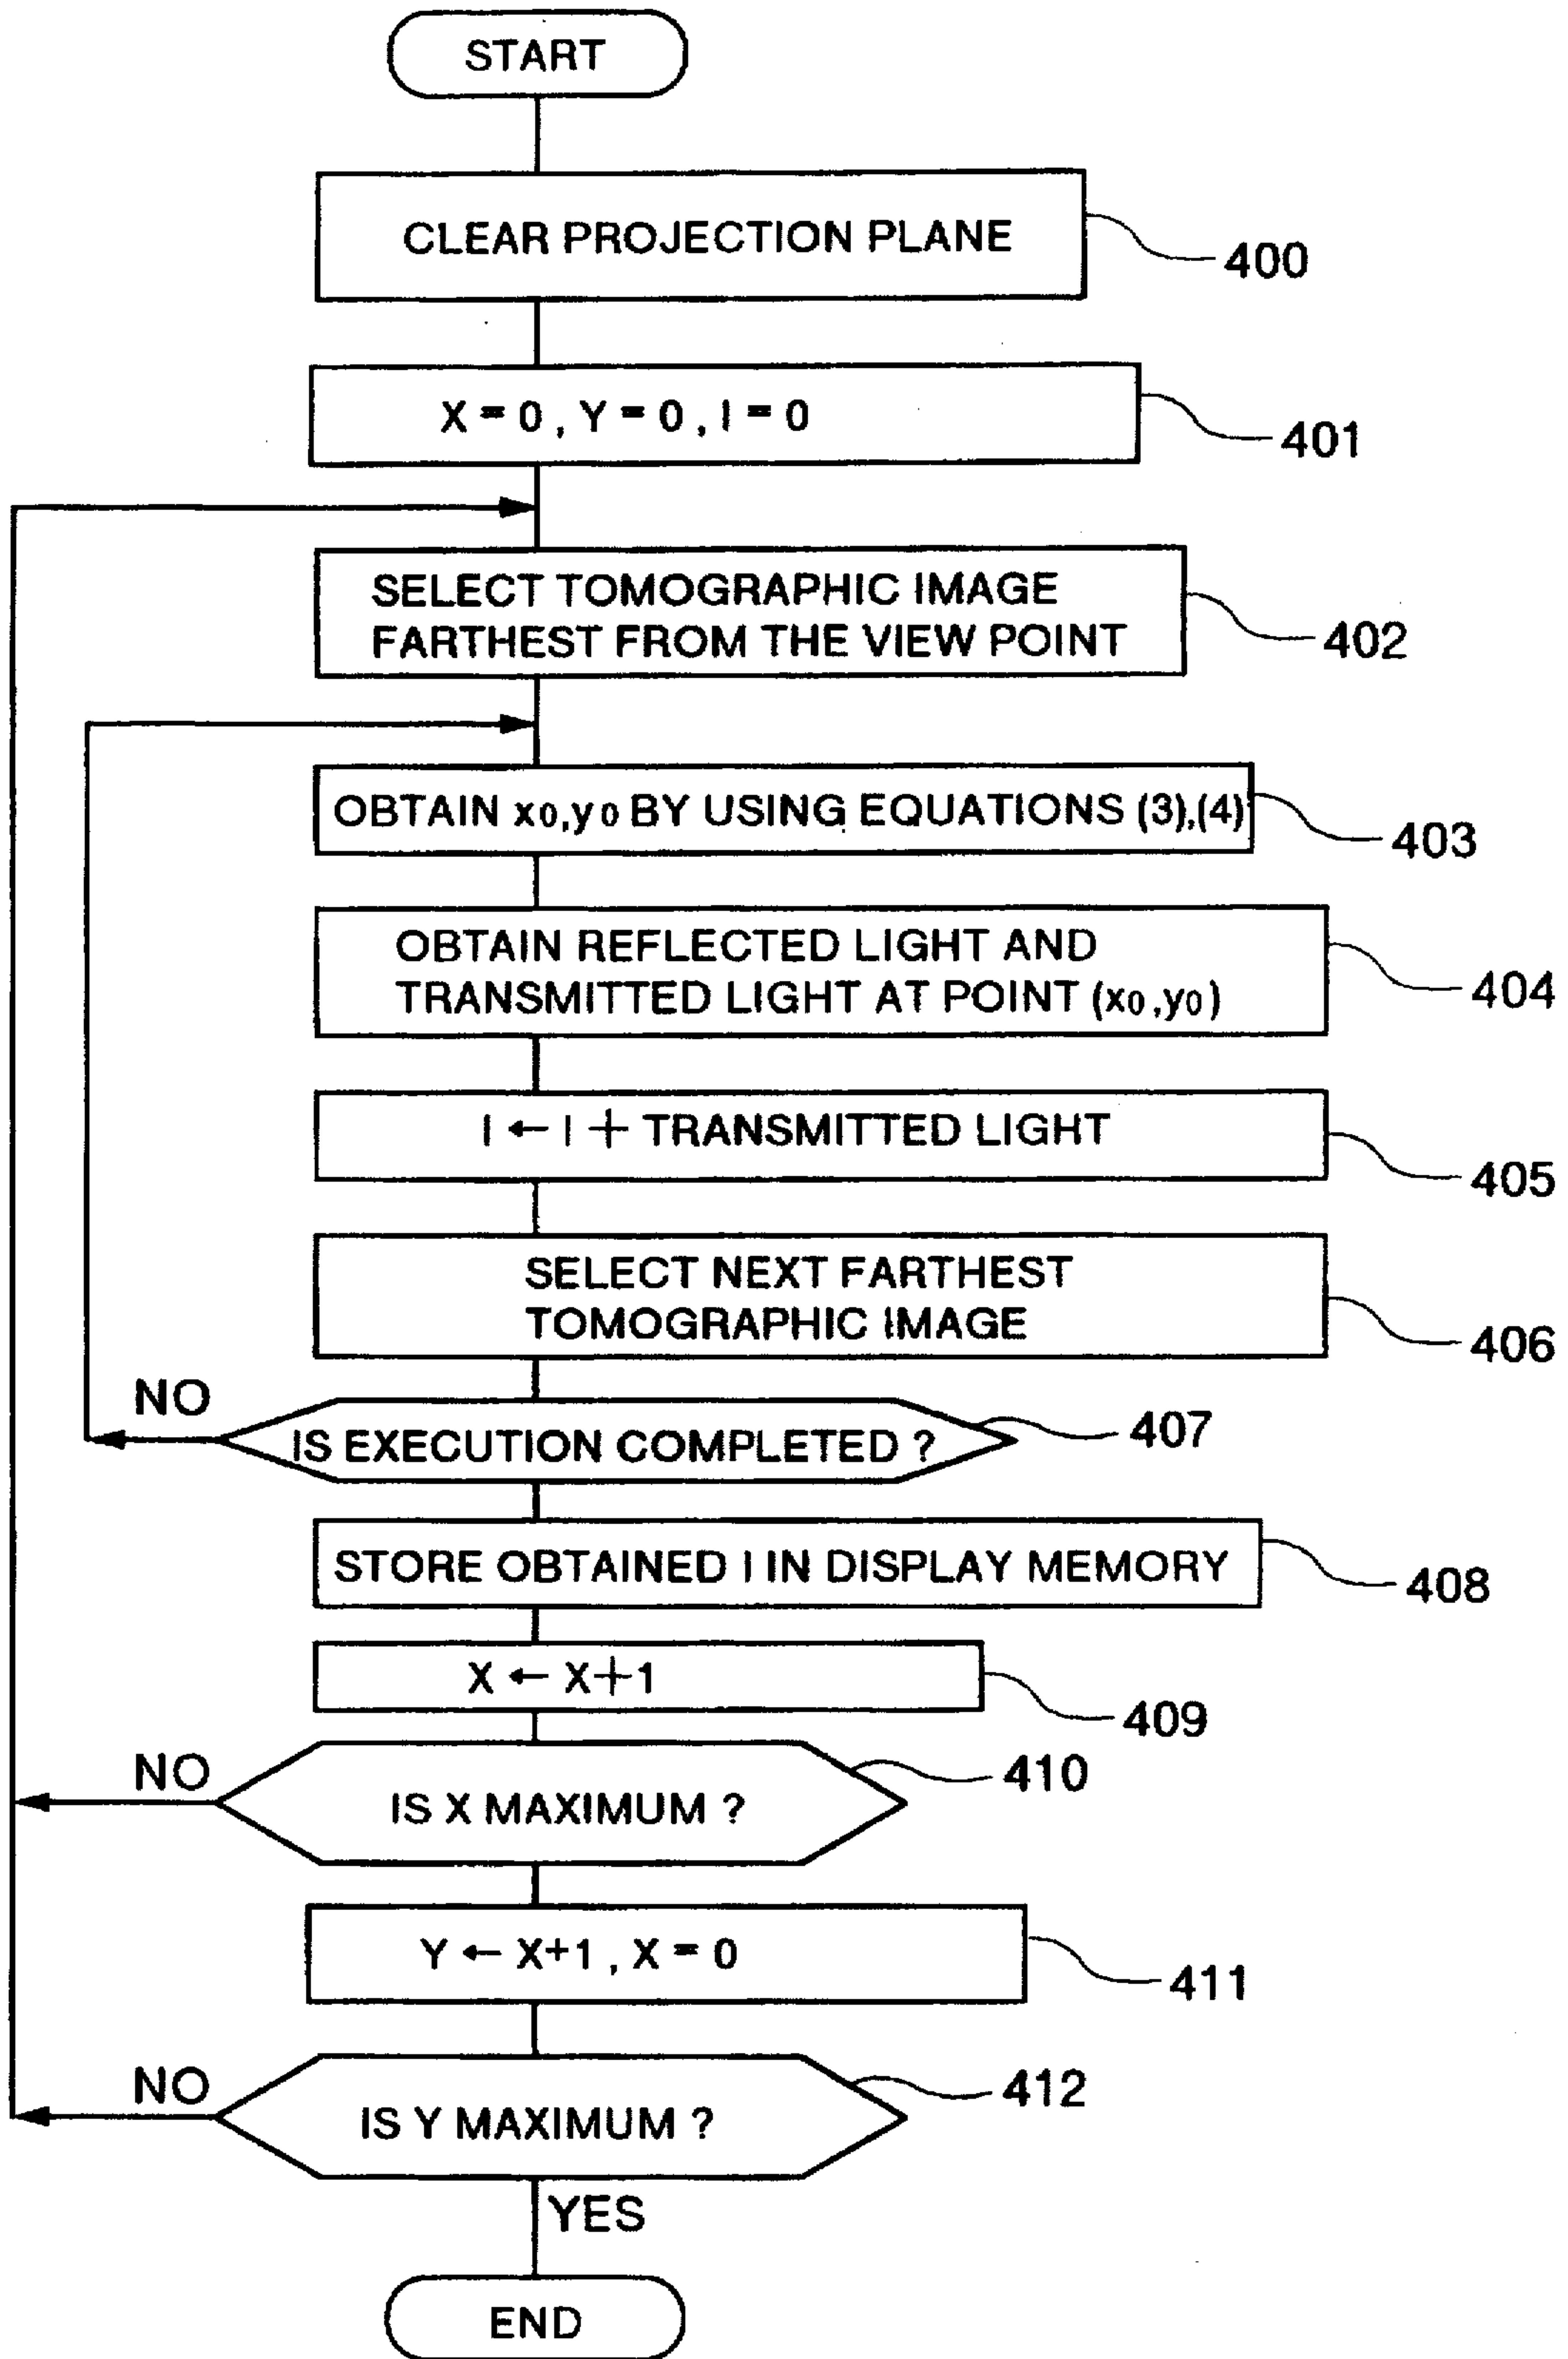 START
CLEAR PROJECTION PLANE
400
X = 0, Y = 0, I = 0
401
SELECT TOMOGRAPHIC IMAGE
FARTHEST FROM THE VIEW POINT
402
OBTAIN x0,y0 BY USING EQUATIONS (3),(4)
403
OBTAIN REFLECTED LIGHT AND
TRANSMITTED LIGHT AT POINT (x0,y0)
404
I ← I + TRANSMITTED LIGHT
405
SELECT NEXT FARTHEST
TOMOGRAPHIC IMAGE
406
NO
IS EXECUTION COMPLETED ?
407
STORE OBTAINED I IN DISPLAY MEMORY
408
X ← X+1
409
NO
IS X MAXIMUM ?
410
Y ← X+1, X = 0
411
NO
IS Y MAXIMUM ?
412
YES
END